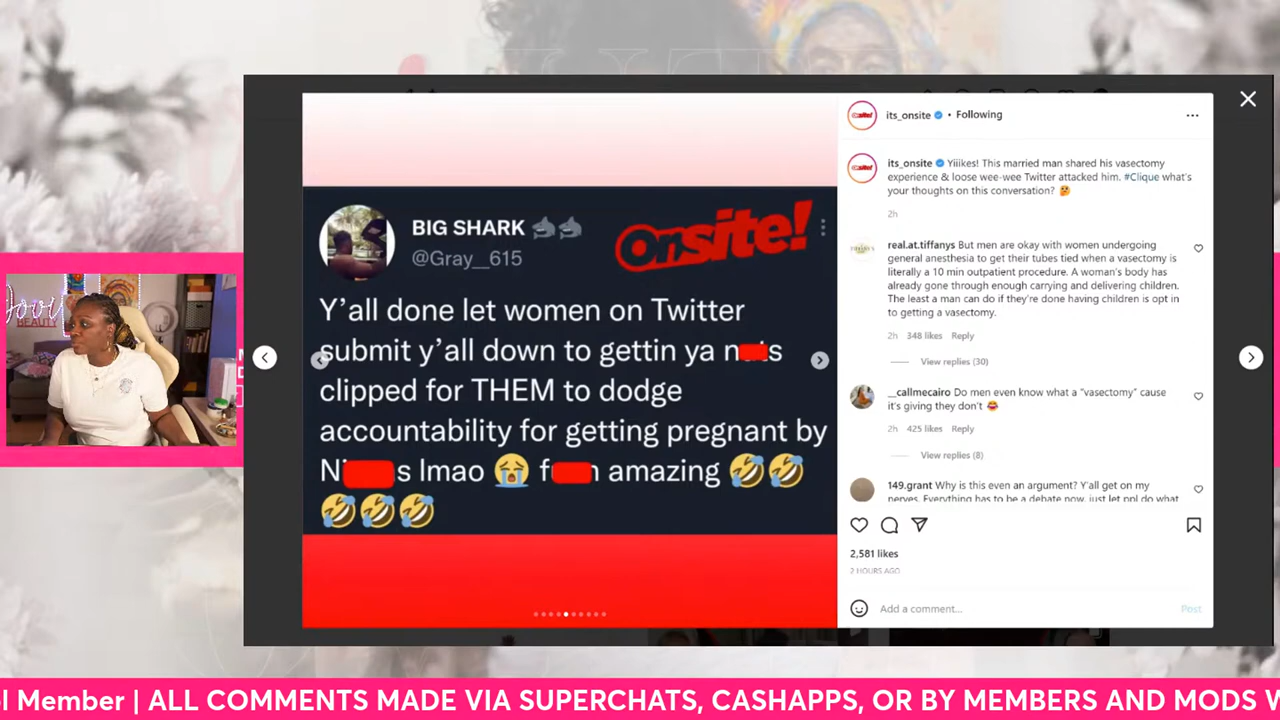 its_onsite • Following
its_onsite Yiiikes! This married man shared his vasectomy
experience & loose wee-wee Twitter attacked him. #Clique what's
your thoughts on this conversation? 🤔
2h
BIG SHARK 🦈🦈
Onsite!
@Gray__615
Y'all done let women on Twitter
submit y'all down to gettin ya n s
clipped for THEM to dodge
accountability for getting pregnant by
Ni s lmao 😭 f n amazing 🤣🤣
🤣🤣🤣
real.at.tiffanys But men are okay with women undergoing
general anesthesia to get their tubes tied when a vasectomy is
literally a 10 min outpatient procedure. A woman's body has
already gone through enough carrying and delivering children.
The least a man can do if they're done having children is opt in
to getting a vasectomy.
2h 348 likes Reply
View replies (30)
__callmecairo Do men even know what a "vasectomy" cause
it's giving they don't 😂
2h 425 likes Reply
View replies (8)
149.grant Why is this even an argument? Y'all get on my
nerves. Everything has to be a debate now, just let ppl do what
2,581 likes
2 HOURS AGO
Add a comment...
Post
BEAUTY
Member | ALL COMMENTS MADE VIA SUPERCHATS, CASHAPPS, OR BY MEMBERS AND MODS